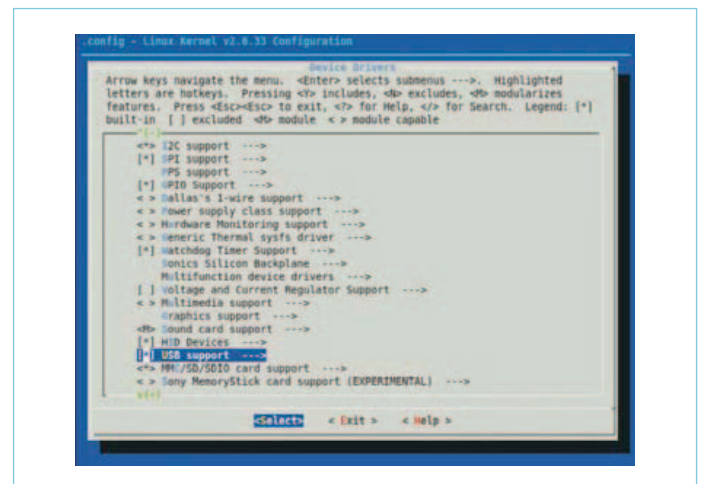 .config - Linux Kernel v2.6.33 Configuration
Device Drivers
Arrow keys navigate the menu. <Enter> selects submenus --->. Highlighted
letters are hotkeys. Pressing <Y> includes, <N> excludes, <M> modularizes
features. Press <Esc><Esc> to exit, <?> for Help, </> for Search. Legend: [*]
built-in [ ] excluded <M> module < > module capable
^(-)
<*> I2C support --->
[*] SPI support --->
PPS support --->
[*] GPIO Support --->
< > Dallas's 1-wire support --->
< > Power supply class support --->
< > Hardware Monitoring support --->
< > Generic Thermal sysfs driver --->
[*] Watchdog Timer Support --->
Sonics Silicon Backplane --->
Multifunction device drivers --->
[ ] Voltage and Current Regulator Support --->
< > Multimedia support --->
Graphics support --->
<M> Sound card support --->
[*] HID Devices --->
[*] USB support --->
<*> MMC/SD/SDIO card support --->
< > Sony MemoryStick card support (EXPERIMENTAL) --->
v(+)
<Select> < Exit > < Help >